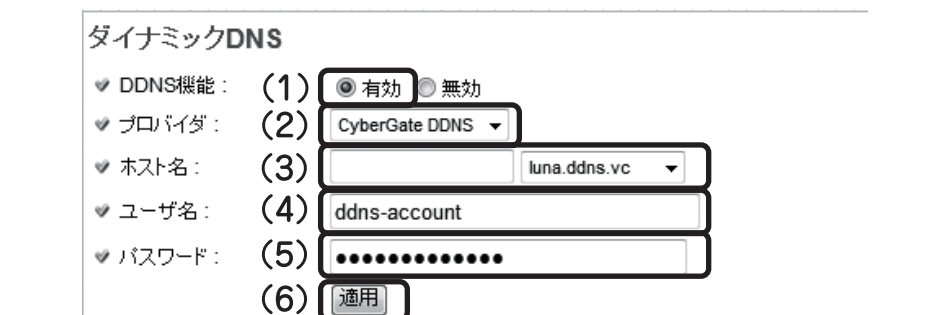 ダイナミックDNS
DDNS機能： (1) 有効 無効
プロバイダ： (2) CyberGate DDNS
ホスト名： (3) luna.ddns.vc
ユーザ名： (4) ddns-account
パスワード： (5) ●●●●●●●●●●●●●
(6) 適用